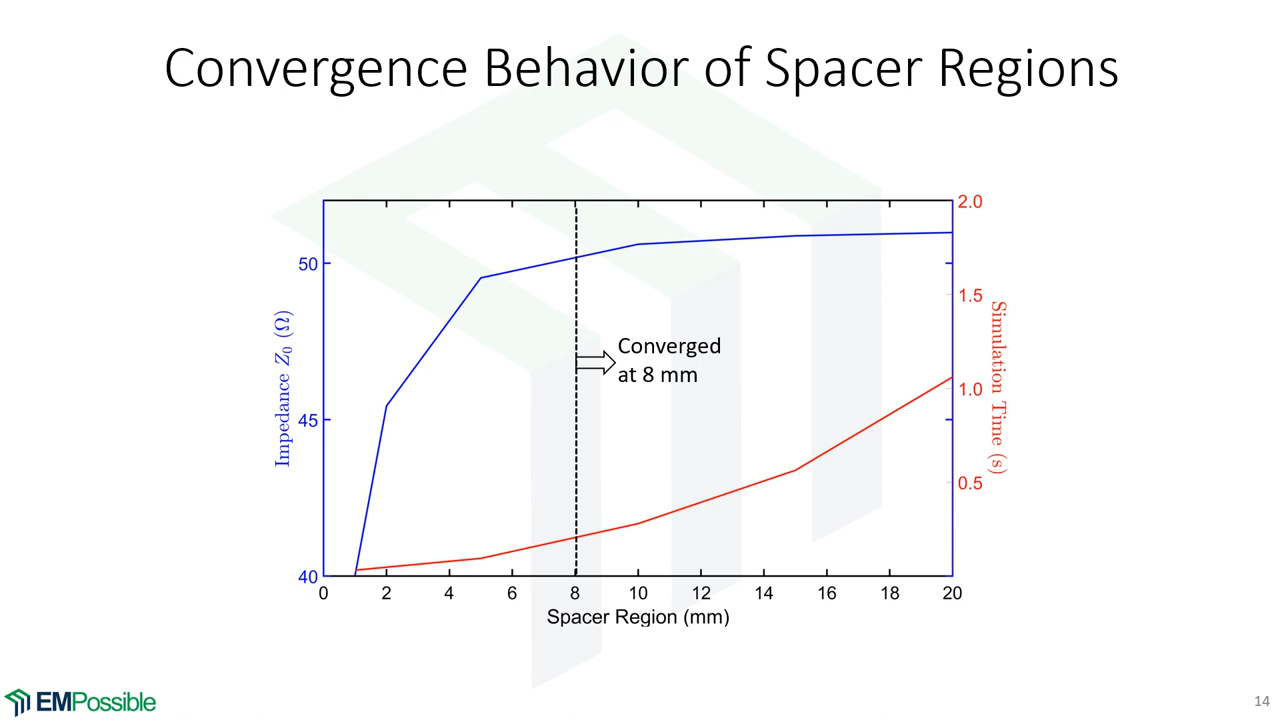 Convergence Behavior of Spacer Regions
2.0
50
1.5
Impedance Z₀ (Ω)
Simulation Time (s)
Converged
at 8 mm
1.0
45
0.5
40
0 2 4 6 8 10 12 14 16 18 20
Spacer Region (mm)
EMPossible
14